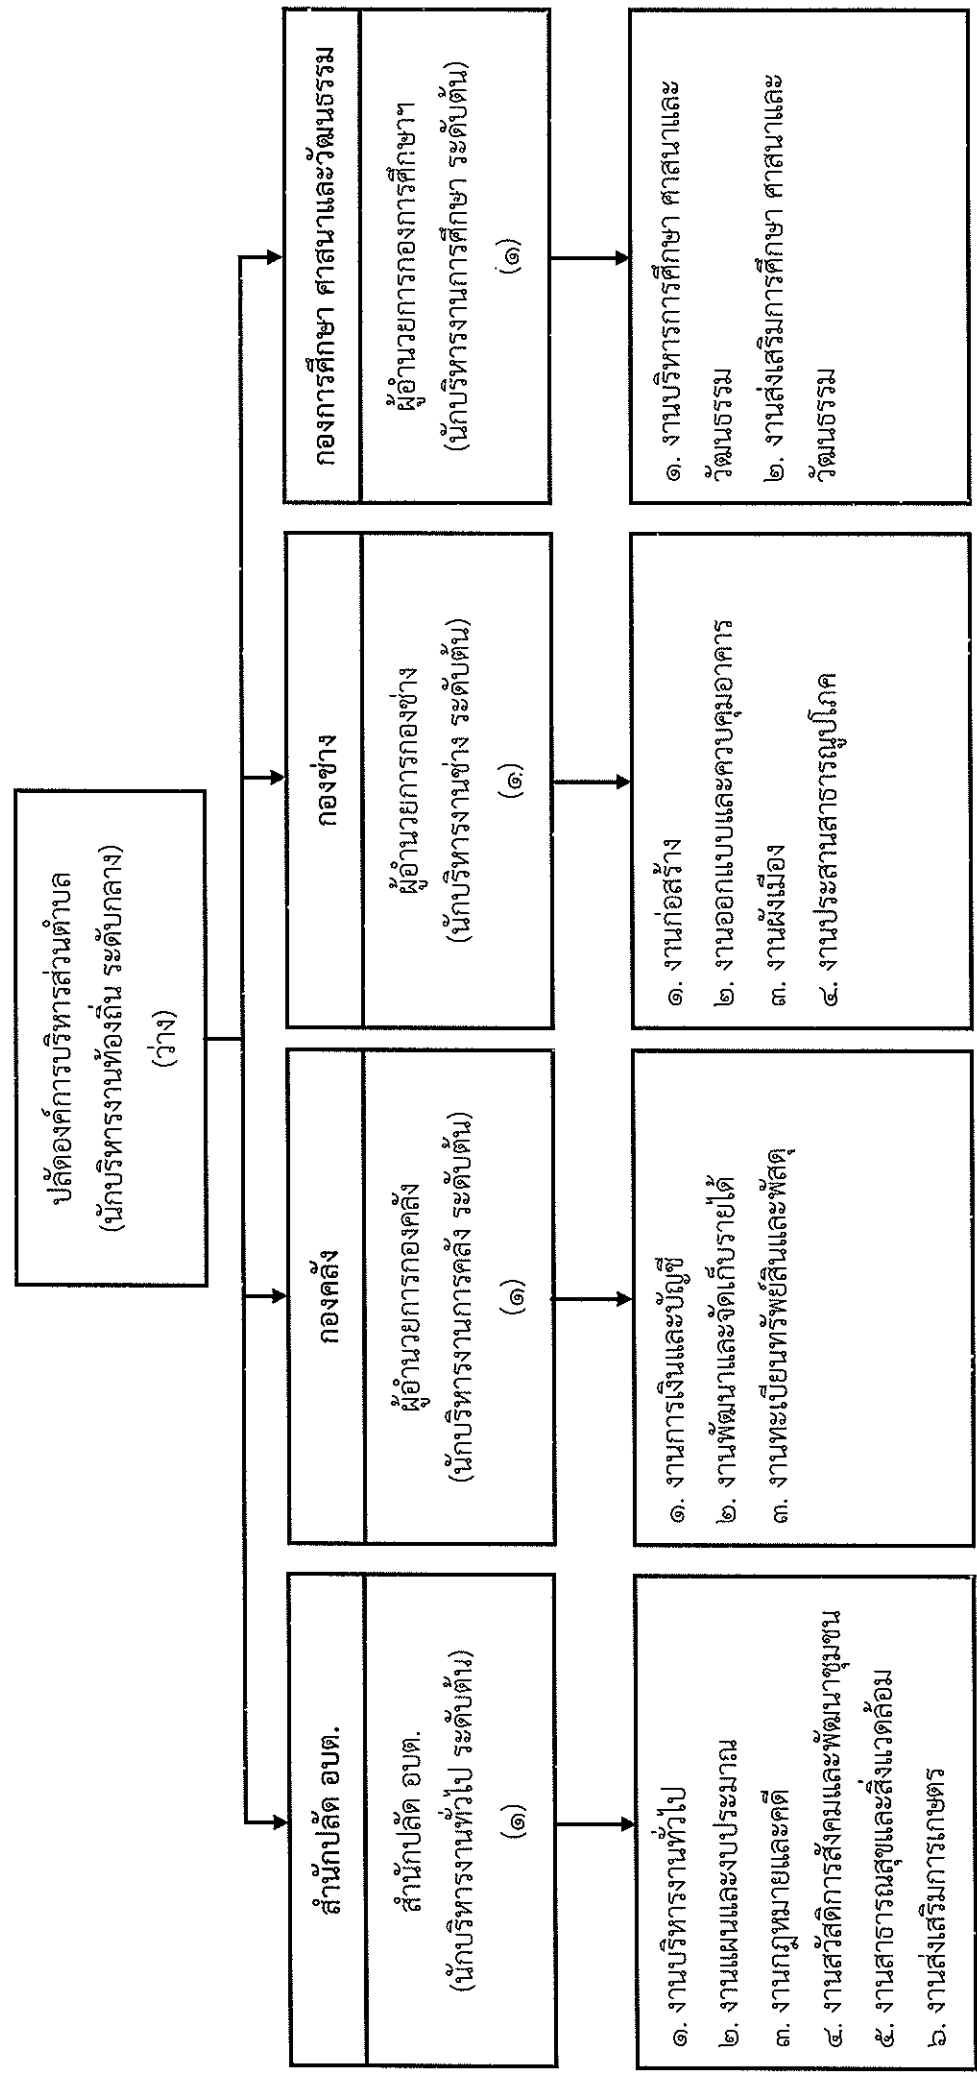 ปลัดองค์การบริหารส่วนตำบล
(นักบริหารงานท้องถิ่น ระดับกลาง)
(ว่าง)
สำนักปลัด อบต.
สำนักปลัด อบต.
(นักบริหารงานทั่วไป ระดับต้น)
(๑)
๑. งานบริหารงานทั่วไป
๒. งานแผนและงบประมาณ
๓. งานกฎหมายและคดี
๔. งานสวัสดิการสังคมและพัฒนาชุมชน
๕. งานสาธารณสุขและสิ่งแวดล้อม
๖. งานส่งเสริมการเกษตร
กองคลัง
ผู้อำนวยการกองคลัง
(นักบริหารงานการคลัง ระดับต้น)
(๑)
๑. งานการเงินและบัญชี
๒. งานพัฒนาและจัดเก็บรายได้
๓. งานทะเบียนทรัพย์สินและพัสดุ
กองช่าง
ผู้อำนวยการกองช่าง
(นักบริหารงานช่าง ระดับต้น)
(๑)
๑. งานก่อสร้าง
๒. งานออกแบบและควบคุมอาคาร
๓. งานผังเมือง
๔. งานประสานสาธารณูปโภค
กองการศึกษา ศาสนาและวัฒนธรรม
ผู้อำนวยการกองการศึกษาฯ
(นักบริหารงานการศึกษา ระดับต้น)
(๑)
๑. งานบริหารการศึกษา ศาสนาและ
วัฒนธรรม
๒. งานส่งเสริมการศึกษา ศาสนาและ
วัฒนธรรม